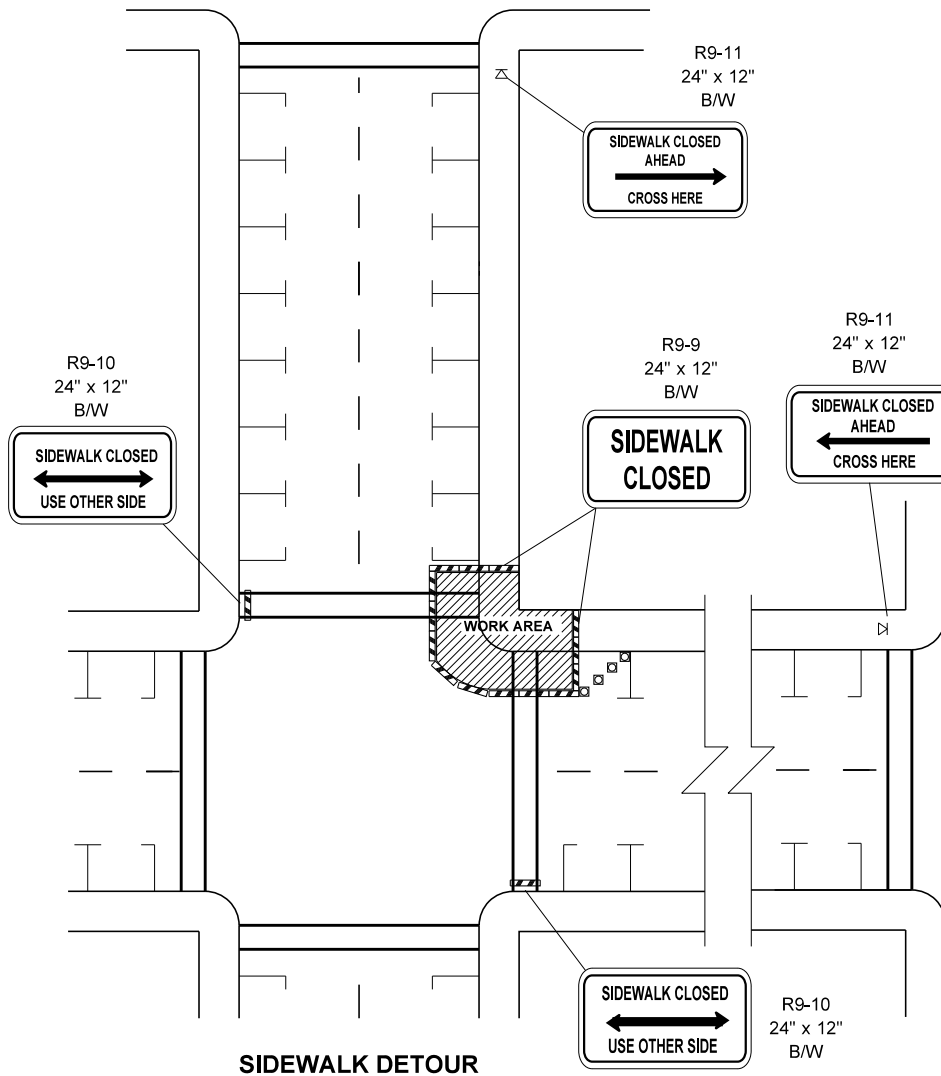 R9-11
24" x 12"
B/W
SIDEWALK CLOSED
AHEAD
CROSS HERE
R9-10
24" x 12"
B/W
SIDEWALK CLOSED
USE OTHER SIDE
R9-9
24" x 12"
B/W
SIDEWALK
CLOSED
R9-11
24" x 12"
B/W
SIDEWALK CLOSED
AHEAD
CROSS HERE
WORK AREA
SIDEWALK CLOSED
USE OTHER SIDE
R9-10
24" x 12"
B/W
SIDEWALK DETOUR